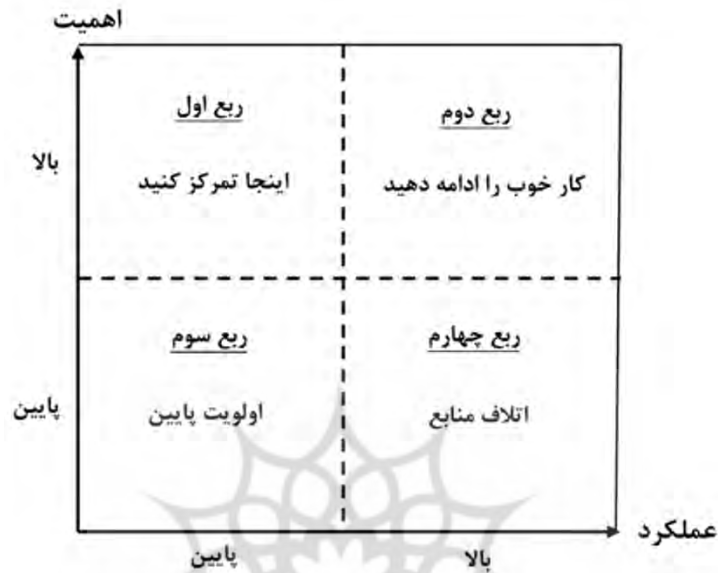 اهمیت
ربع اول
ربع دوم
بالا
اینجا تمرکز کنید
کار خوب را ادامه دهید
ربع سوم
ربع چهارم
پایین
اولویت پایین
اتلاف منابع
عملکرد
پایین
بالا